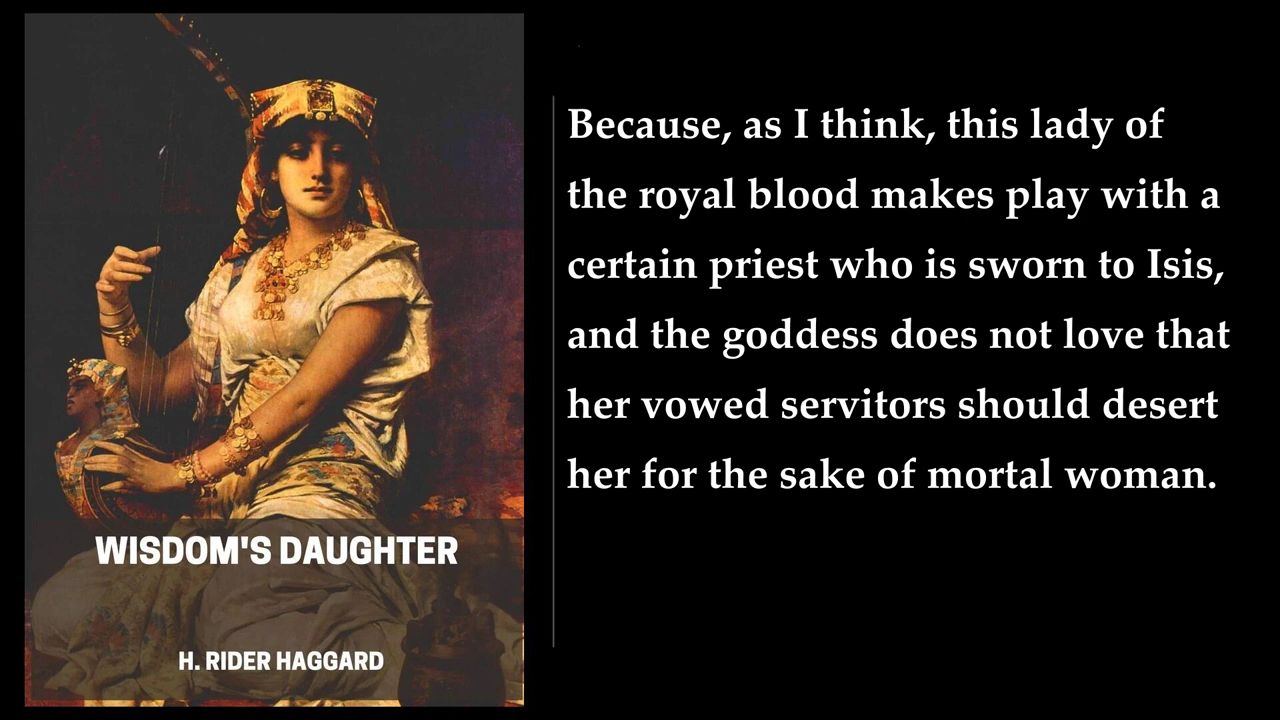 WISDOM'S DAUGHTER
H. RIDER HAGGARD
Because, as I think, this lady of
the royal blood makes play with a
certain priest who is sworn to Isis,
and the goddess does not love that
her vowed servitors should desert
her for the sake of mortal woman.